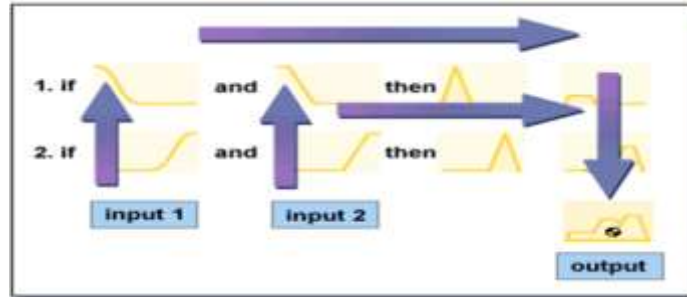 1. if and then
2. if and then
input 1 input 2
output